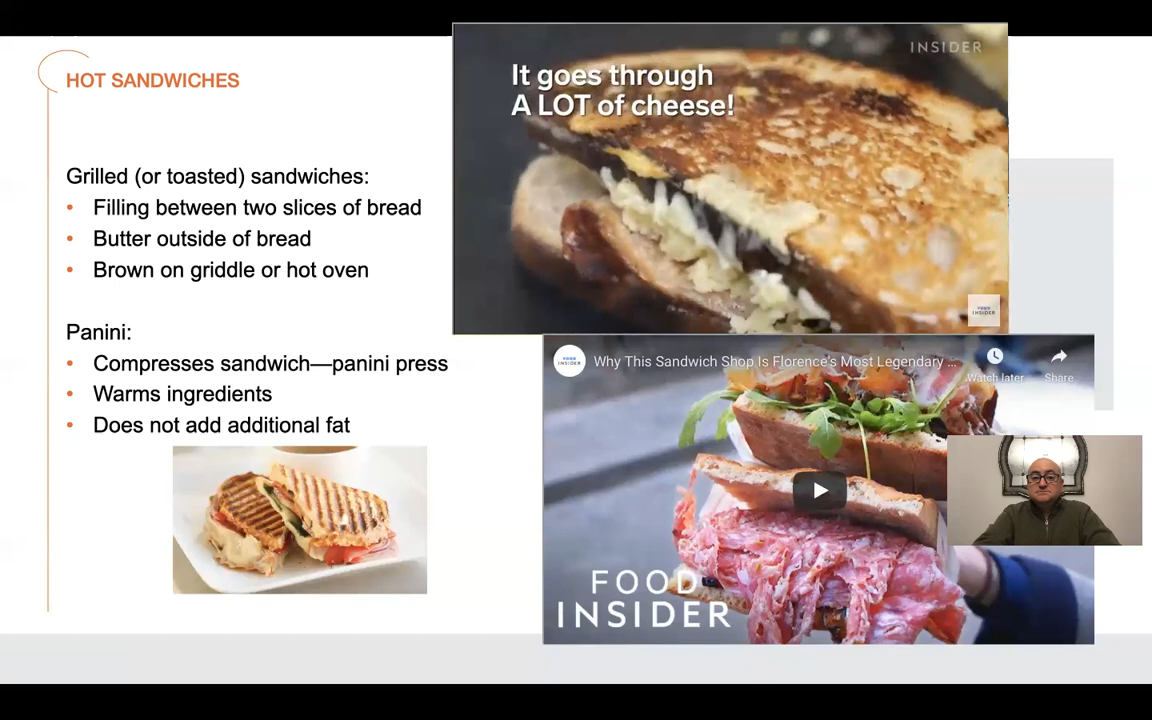 HOT SANDWICHES
Grilled (or toasted) sandwiches:
• Filling between two slices of bread
• Butter outside of bread
• Brown on griddle or hot oven
Panini:
• Compresses sandwich—panini press
• Warms ingredients
• Does not add additional fat
INSIDER
It goes through
A LOT of cheese!
FOOD
INSIDER
FOOD
INSIDER
Why This Sandwich Shop Is Florence's Most Legendary ...
Watch later
Share
FOOD
INSIDER